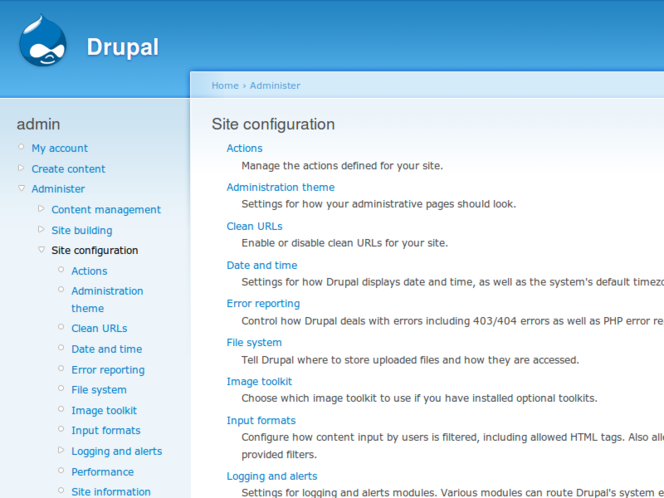 Drupal
Home › Administer
admin
My account
Create content
Administer
Content management
Site building
Site configuration
Actions
Administration
theme
Clean URLs
Date and time
Error reporting
File system
Image toolkit
Input formats
Logging and alerts
Performance
Site information
Site configuration
Actions
Manage the actions defined for your site.
Administration theme
Settings for how your administrative pages should look.
Clean URLs
Enable or disable clean URLs for your site.
Date and time
Settings for how Drupal displays date and time, as well as the system's default
Error reporting
Control how Drupal deals with errors including 403/404 errors as well as PHP error
File system
Tell Drupal where to store uploaded files and how they are accessed.
Image toolkit
Choose which image toolkit to use if you have installed optional toolkits.
Input formats
Configure how content input by users is filtered, including allowed HTML tags. Also
provided filters.
Logging and alerts
Settings for logging and alerts modules. Various modules can route Drupal's system